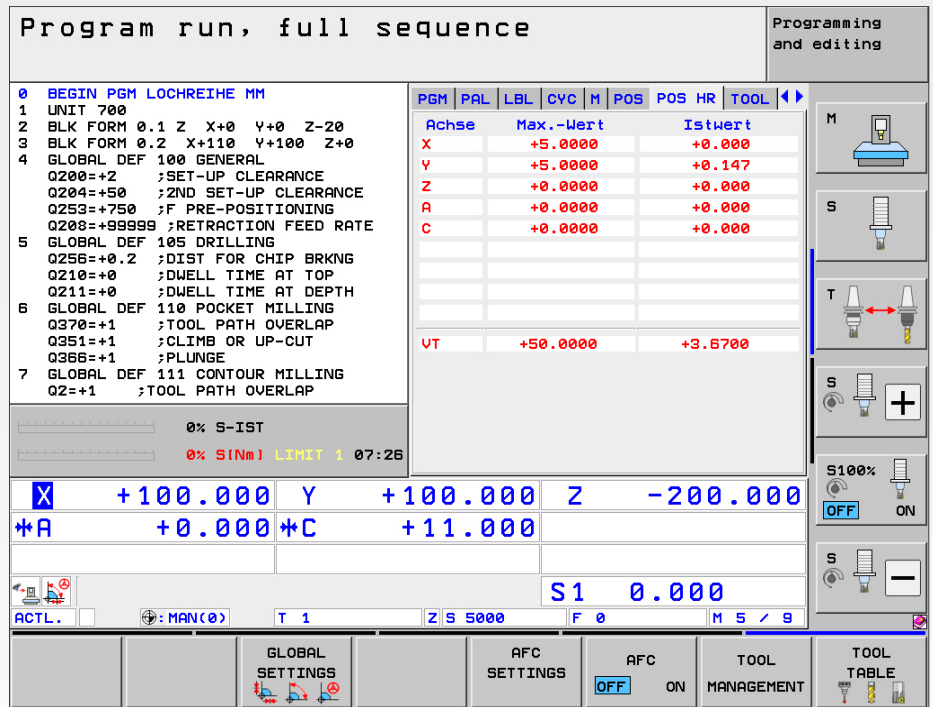 Program run, full sequence
Programming
and editing
0 BEGIN PGM LOCHREIHE MM
1 UNIT 700
2 BLK FORM 0.1 Z X+0 Y+0 Z-20
3 BLK FORM 0.2 X+110 Y+100 Z+0
4 GLOBAL DEF 100 GENERAL
Q200=+2 ;SET-UP CLEARANCE
Q204=+50 ;2ND SET-UP CLEARANCE
Q253=+750 ;F PRE-POSITIONING
Q208=+99999 ;RETRACTION FEED RATE
5 GLOBAL DEF 105 DRILLING
Q256=+0.2 ;DIST FOR CHIP BRKNG
Q210=+0 ;DWELL TIME AT TOP
Q211=+0 ;DWELL TIME AT DEPTH
6 GLOBAL DEF 110 POCKET MILLING
Q370=+1 ;TOOL PATH OVERLAP
Q351=+1 ;CLIMB OR UP-CUT
Q366=+1 ;PLUNGE
7 GLOBAL DEF 111 CONTOUR MILLING
Q2=+1 ;TOOL PATH OVERLAP
PGM PAL LBL CYC M POS POS HR TOOL
Achse Max.-Wert Istwert
X +5.0000 +0.000
Y +5.0000 +0.147
Z +0.0000 +0.000
A +0.0000 +0.000
C +0.0000 +0.000
VT +50.0000 +3.6700
0% S-IST
0% S[Nm] LIMIT 1 07:26
X +100.000 Y +100.000 Z -200.000
A +0.000 C +11.000
S1 0.000
ACTL. : MAN(0) T 1 Z S 5000 F 0 M 5 / 9
M
S
T
S
+
S100%
OFF ON
S
-
GLOBAL
SETTINGS
AFC
SETTINGS
AFC
OFF ON
TOOL
MANAGEMENT
TOOL
TABLE